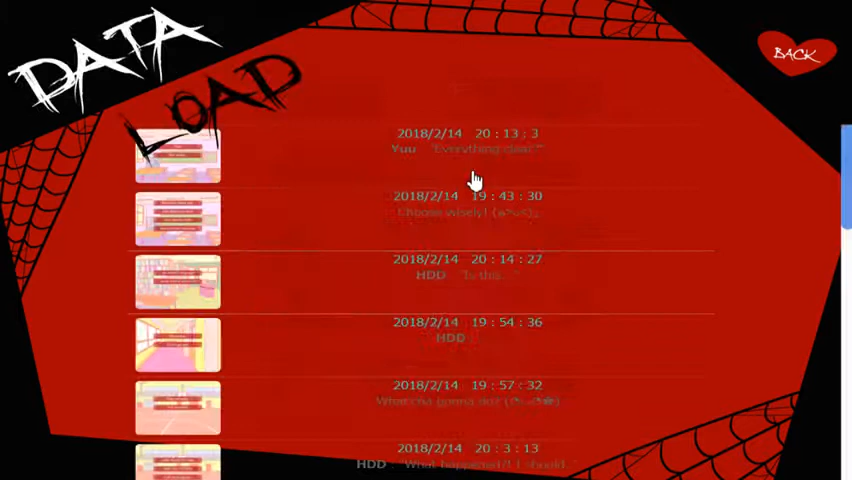 DATA
LOAD
BACK
2018/2/14 20 : 13 : 3
Yuu "Everything clear?"
2018/2/14 19 : 43 : 30
Choose wisely!
2018/2/14 20 : 14 : 27
HDD "Is this..."
2018/2/14 19 : 54 : 36
HDD
2018/2/14 19 : 57 : 32
What'cha gonna do?
2018/2/14 20 : 3 : 13
HDD : "What happened? I should..."